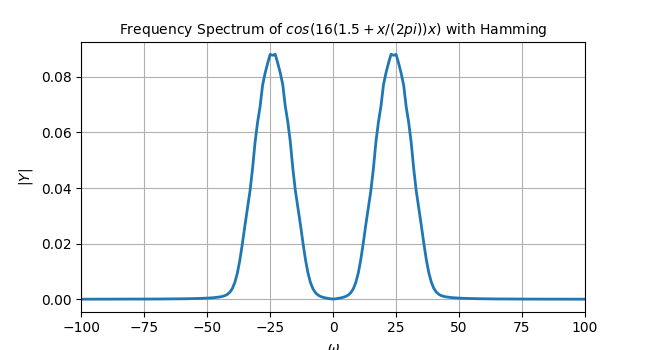 Frequency Spectrum of cos(16(1.5 + x/(2pi))x) with Hamming
|Y|
0.08
0.06
0.04
0.02
0.00
−100 −75 −50 −25 0 25 50 75 100
ω